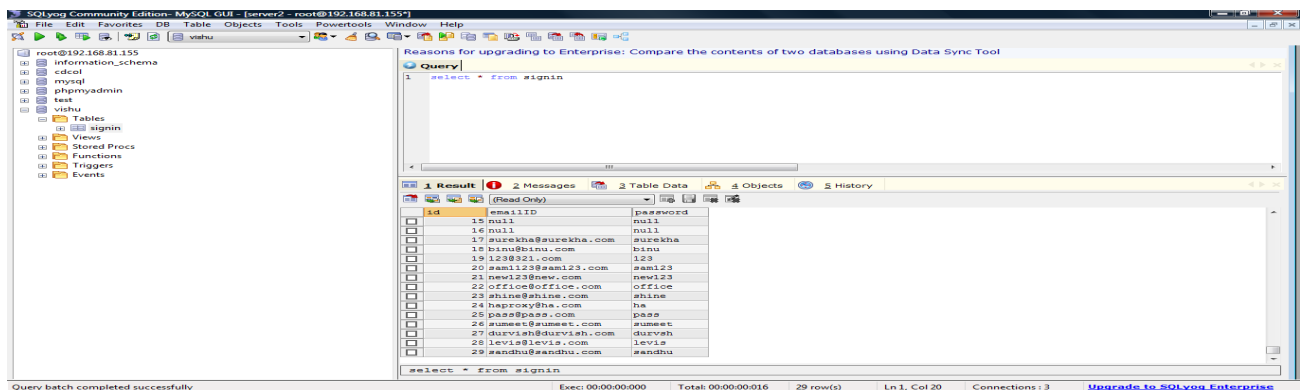 SQLyog Community Edition- MySQL GUI - [server2 - root@192.168.81.155*]
File Edit Favorites DB Table Objects Tools Powertools Window Help
vishu
root@192.168.81.155
information_schema
cdcol
mysql
phpmyadmin
test
vishu
Tables
signin
Views
Stored Procs
Functions
Triggers
Events
Reasons for upgrading to Enterprise: Compare the contents of two databases using Data Sync Tool
Query
1 select * from signin
1 Result 2 Messages 3 Table Data 4 Objects 5 History
(Read Only)
id emailID password
15 null null
16 null null
17 surekha@surekha.com surekha
18 binu@binu.com binu
19 123@321.com 123
20 sam1123@sam123.com sam123
21 new123@new.com new123
22 office@office.com office
23 shine@shine.com shine
24 haproxy@ha.com ha
25 pass@pass.com pass
26 sumeet@sumeet.com sumeet
27 durvish@durvish.com durvsh
28 levis@levis.com levis
29 sandhu@sandhu.com sandhu
select * from signin
Query batch completed successfully Exec: 00:00:00:000 Total: 00:00:00:016 29 row(s) Ln 1, Col 20 Connections : 3 Upgrade to SQLyog Enterprise